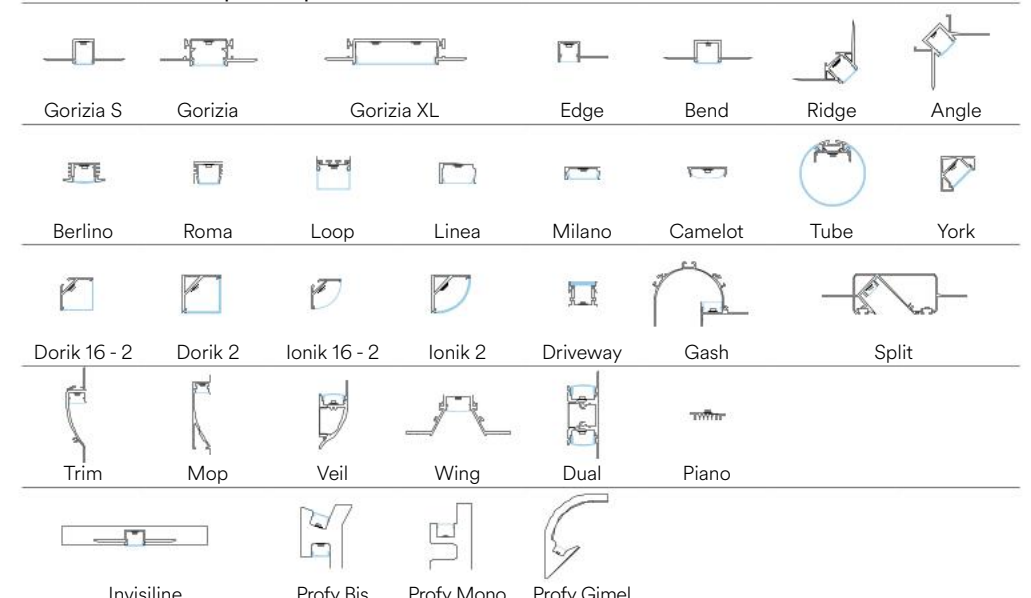 Gorizia S Gorizia Gorizia XL Edge Bend Ridge Angle
Berlino Roma Loop Linea Milano Camelot Tube York
Dorik 16 - 2 Dorik 2 Ionik 16 - 2 Ionik 2 Driveway Gash Split
Trim Mop Veil Wing Dual Piano
Invisiline Profy Bis Profy Mono Profy Gimel